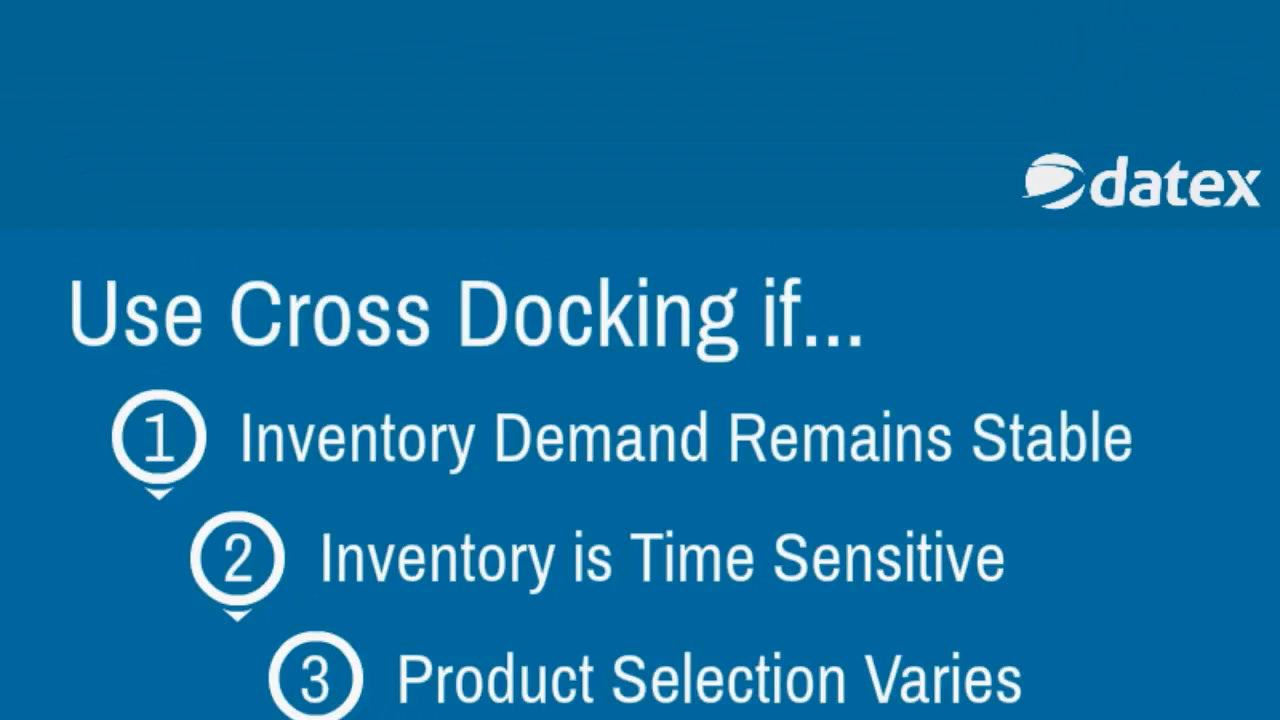 datex
Use Cross Docking if...
1 Inventory Demand Remains Stable
2 Inventory is Time Sensitive
3 Product Selection Varies